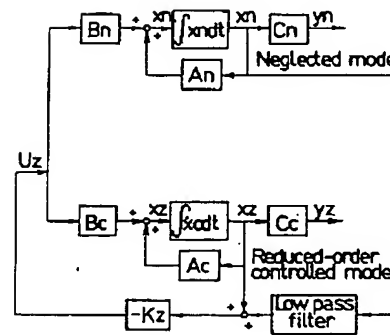 Bn
+
+
xn
∫xndt
xn
Cn
yn
An
Neglected mode
Uz
Bc
+
+
xz
∫xcdt
xz
Cc
yz
Ac
Reduced-order
controlled mode
-Kz
+
+
Low pass
filter